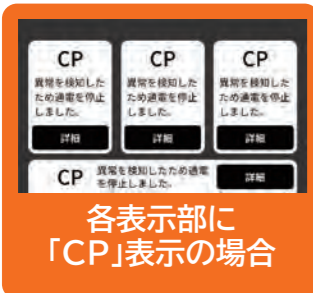 CP
異常を検知した
ため通電を停止
しました。
詳細
CP
異常を検知した
ため通電を停止
しました。
詳細
CP
異常を検知した
ため通電を停止
しました。
詳細
CP
異常を検知したため通電
を停止しました。
詳細
各表示部に
「CP」表示の場合